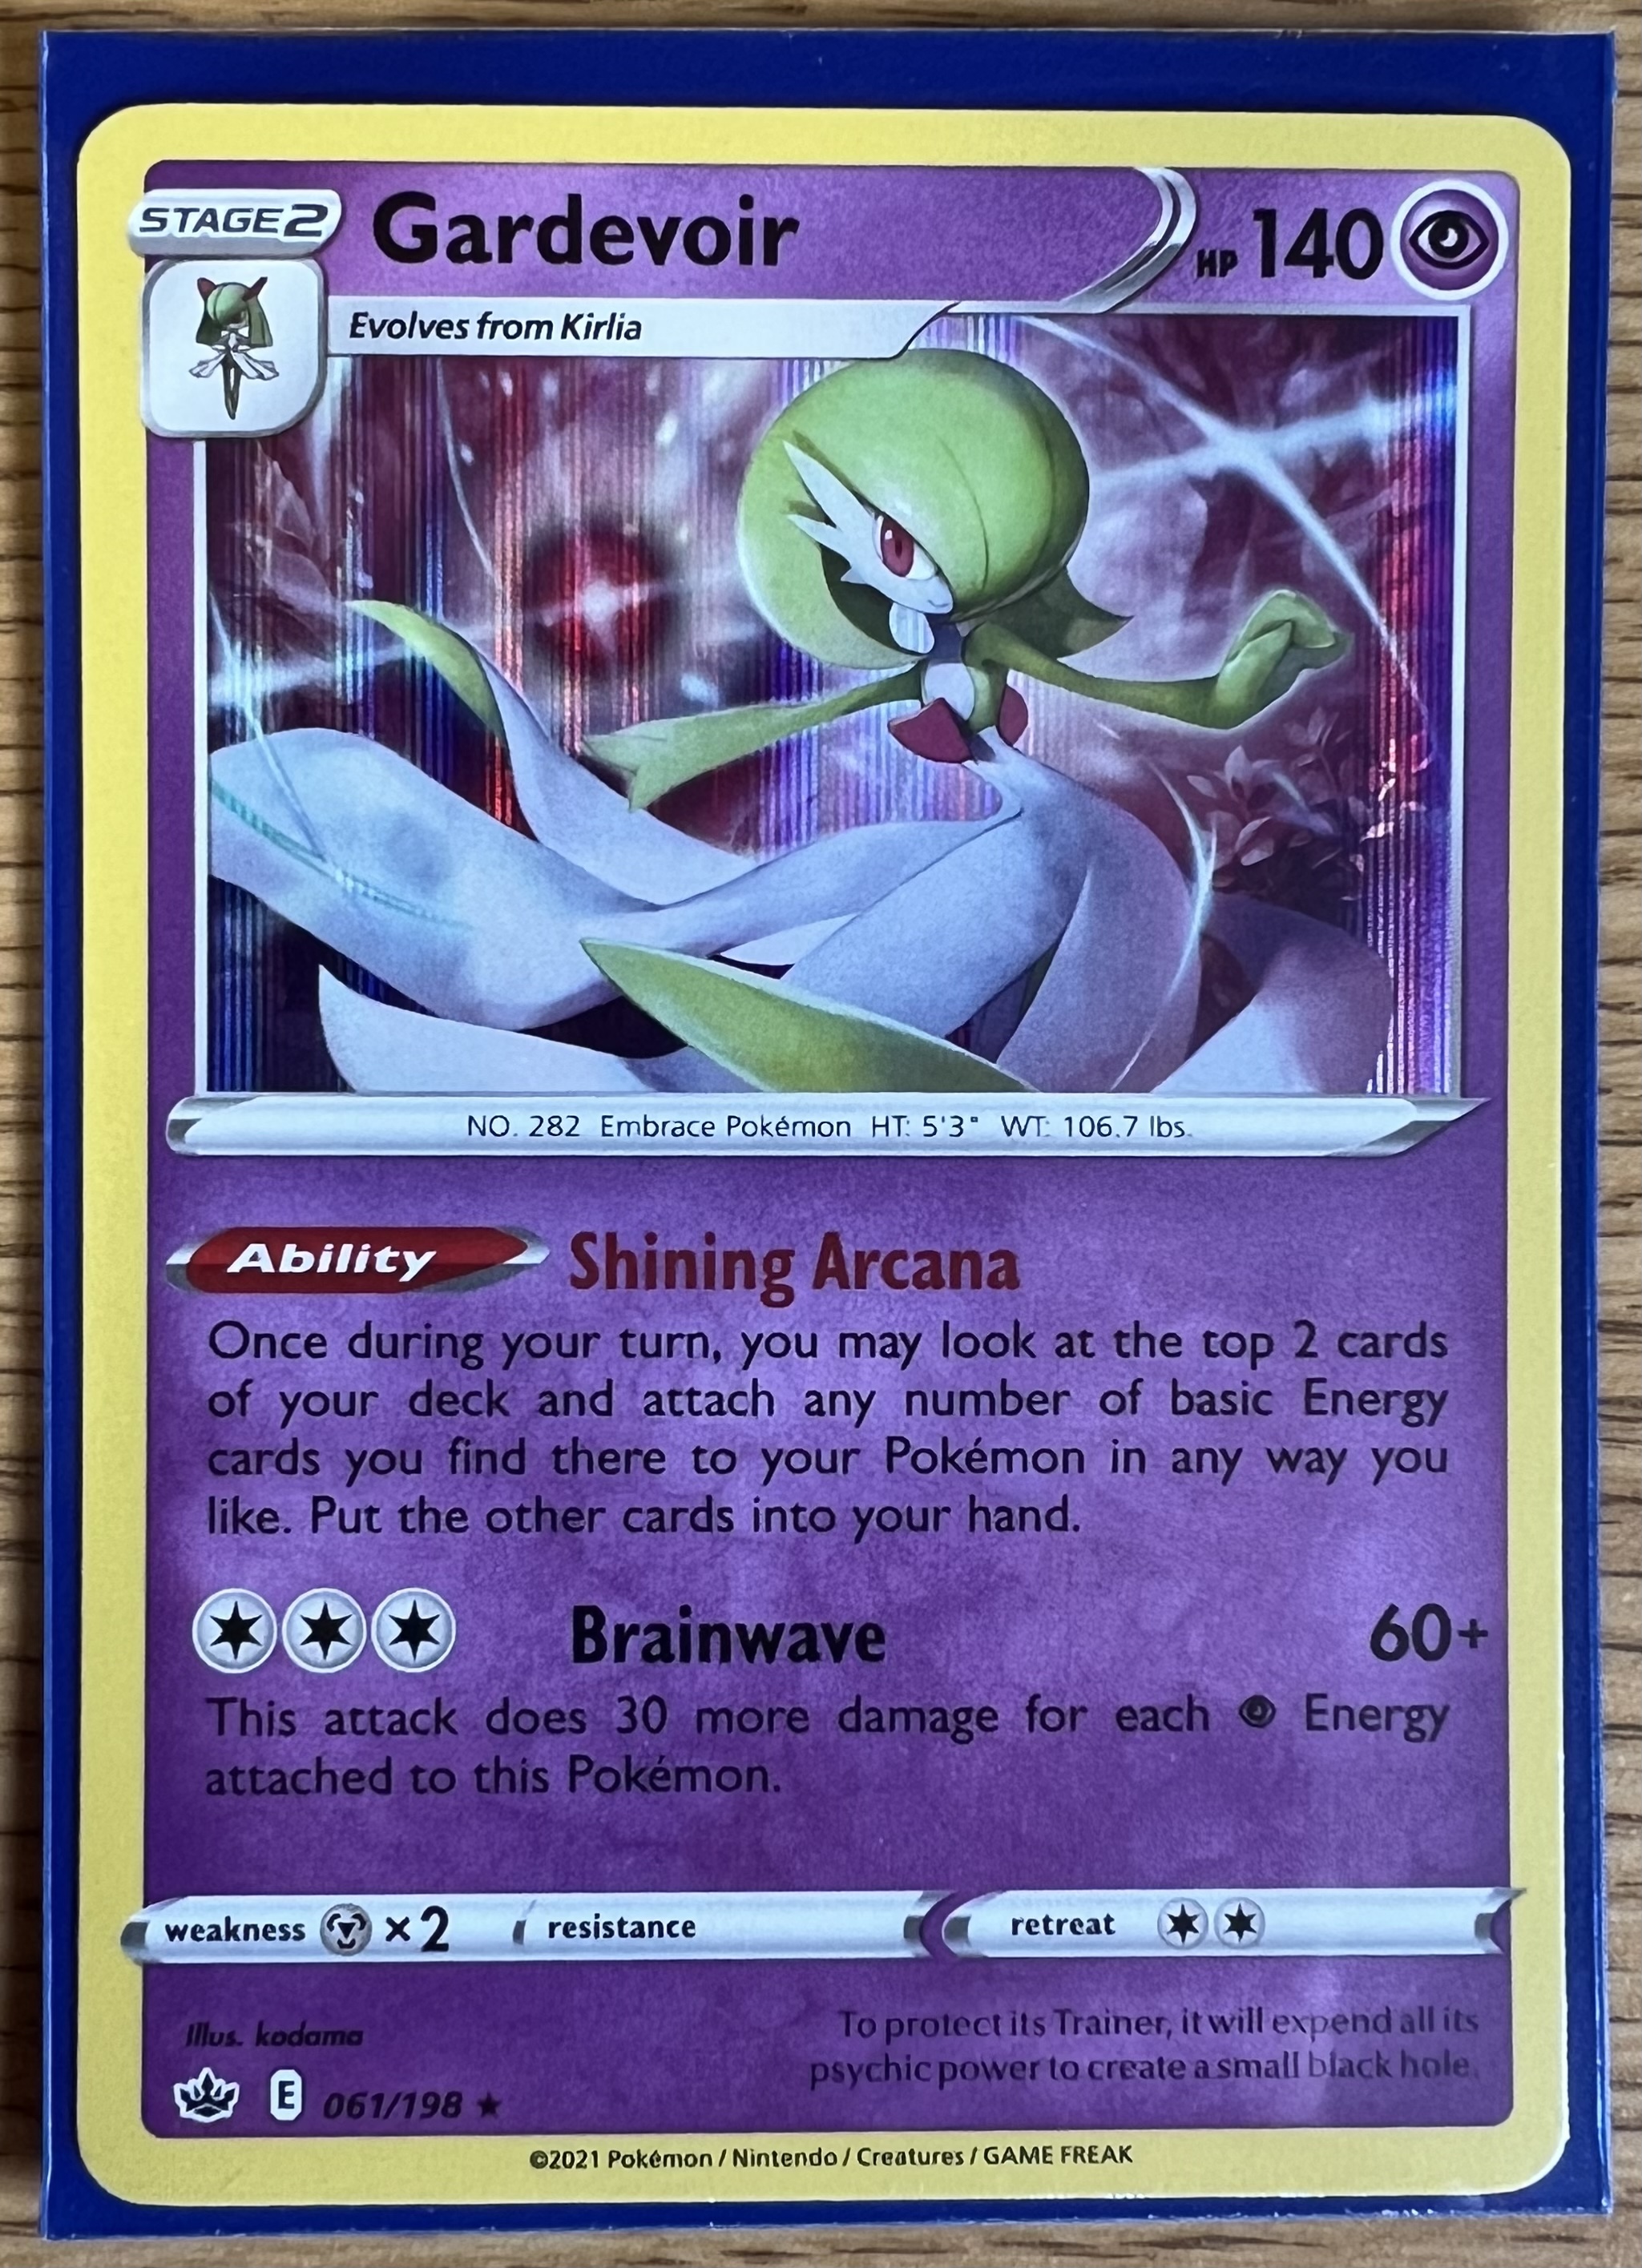 STAGE2
Gardevoir
HP 140
Evolves from Kirlia
NO. 282 Embrace Pokémon HT: 5'3" WT: 106.7 lbs.
Ability Shining Arcana
Once during your turn, you may look at the top 2 cards
of your deck and attach any number of basic Energy
cards you find there to your Pokémon in any way you
like. Put the other cards into your hand.
Brainwave 60+
This attack does 30 more damage for each Energy
attached to this Pokémon.
weakness ×2 resistance retreat
Illus. kodama
To protect its Trainer, it will expend all its
psychic power to create a small black hole.
E 061/198 ★
©2021 Pokémon / Nintendo / Creatures / GAME FREAK